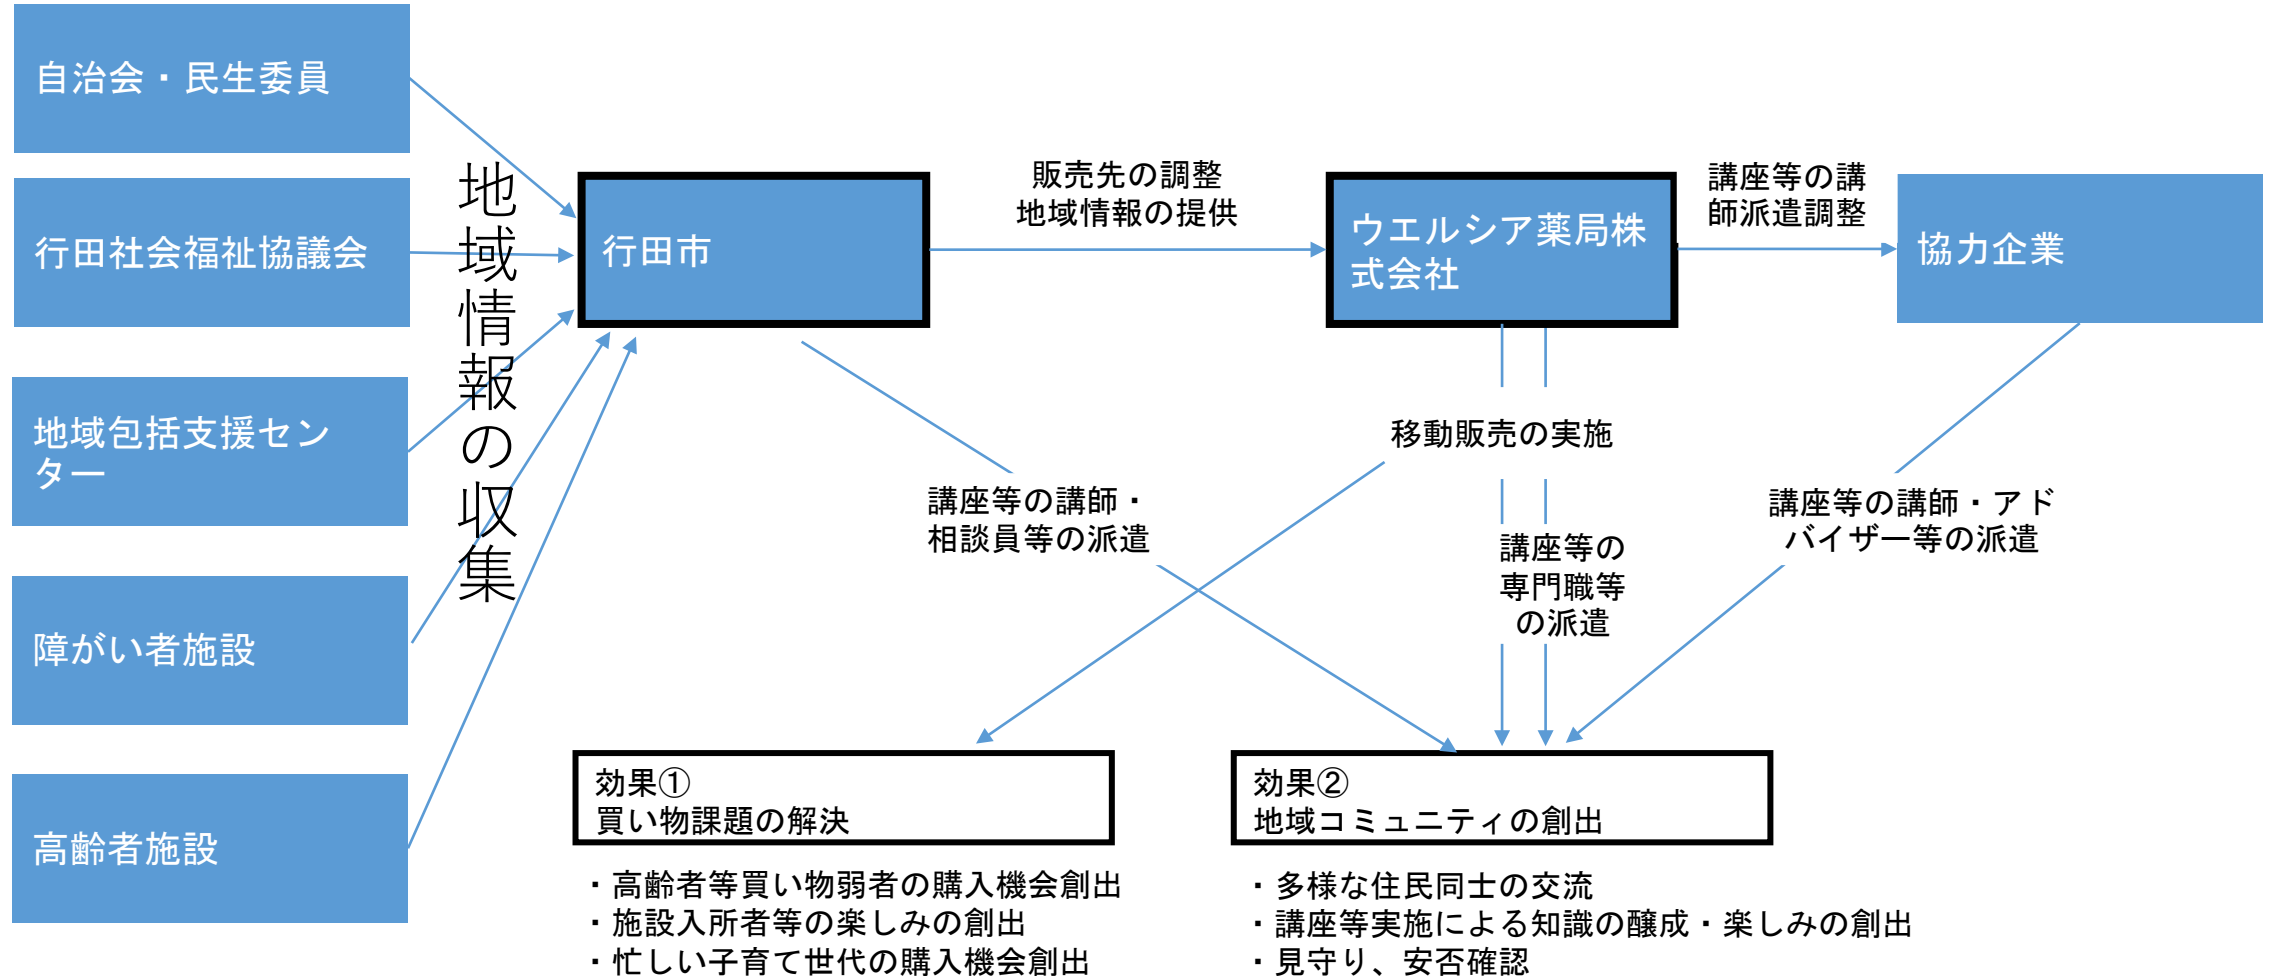 自治会・民生委員
行田社会福祉協議会
地域包括支援セン
ター
障がい者施設
高齢者施設
地域情報の収集
行田市
販売先の調整
地域情報の提供
ウエルシア薬局株
式会社
講座等の講
師派遣調整
協力企業
移動販売の実施
講座等の講師・
相談員等の派遣
講座等の
専門職等
の派遣
講座等の講師・アド
バイザー等の派遣
効果①
買い物課題の解決
・高齢者等買い物弱者の購入機会創出
・施設入所者等の楽しみの創出
・忙しい子育て世代の購入機会創出
効果②
地域コミュニティの創出
・多様な住民同士の交流
・講座等実施による知識の醸成・楽しみの創出
・見守り、安否確認